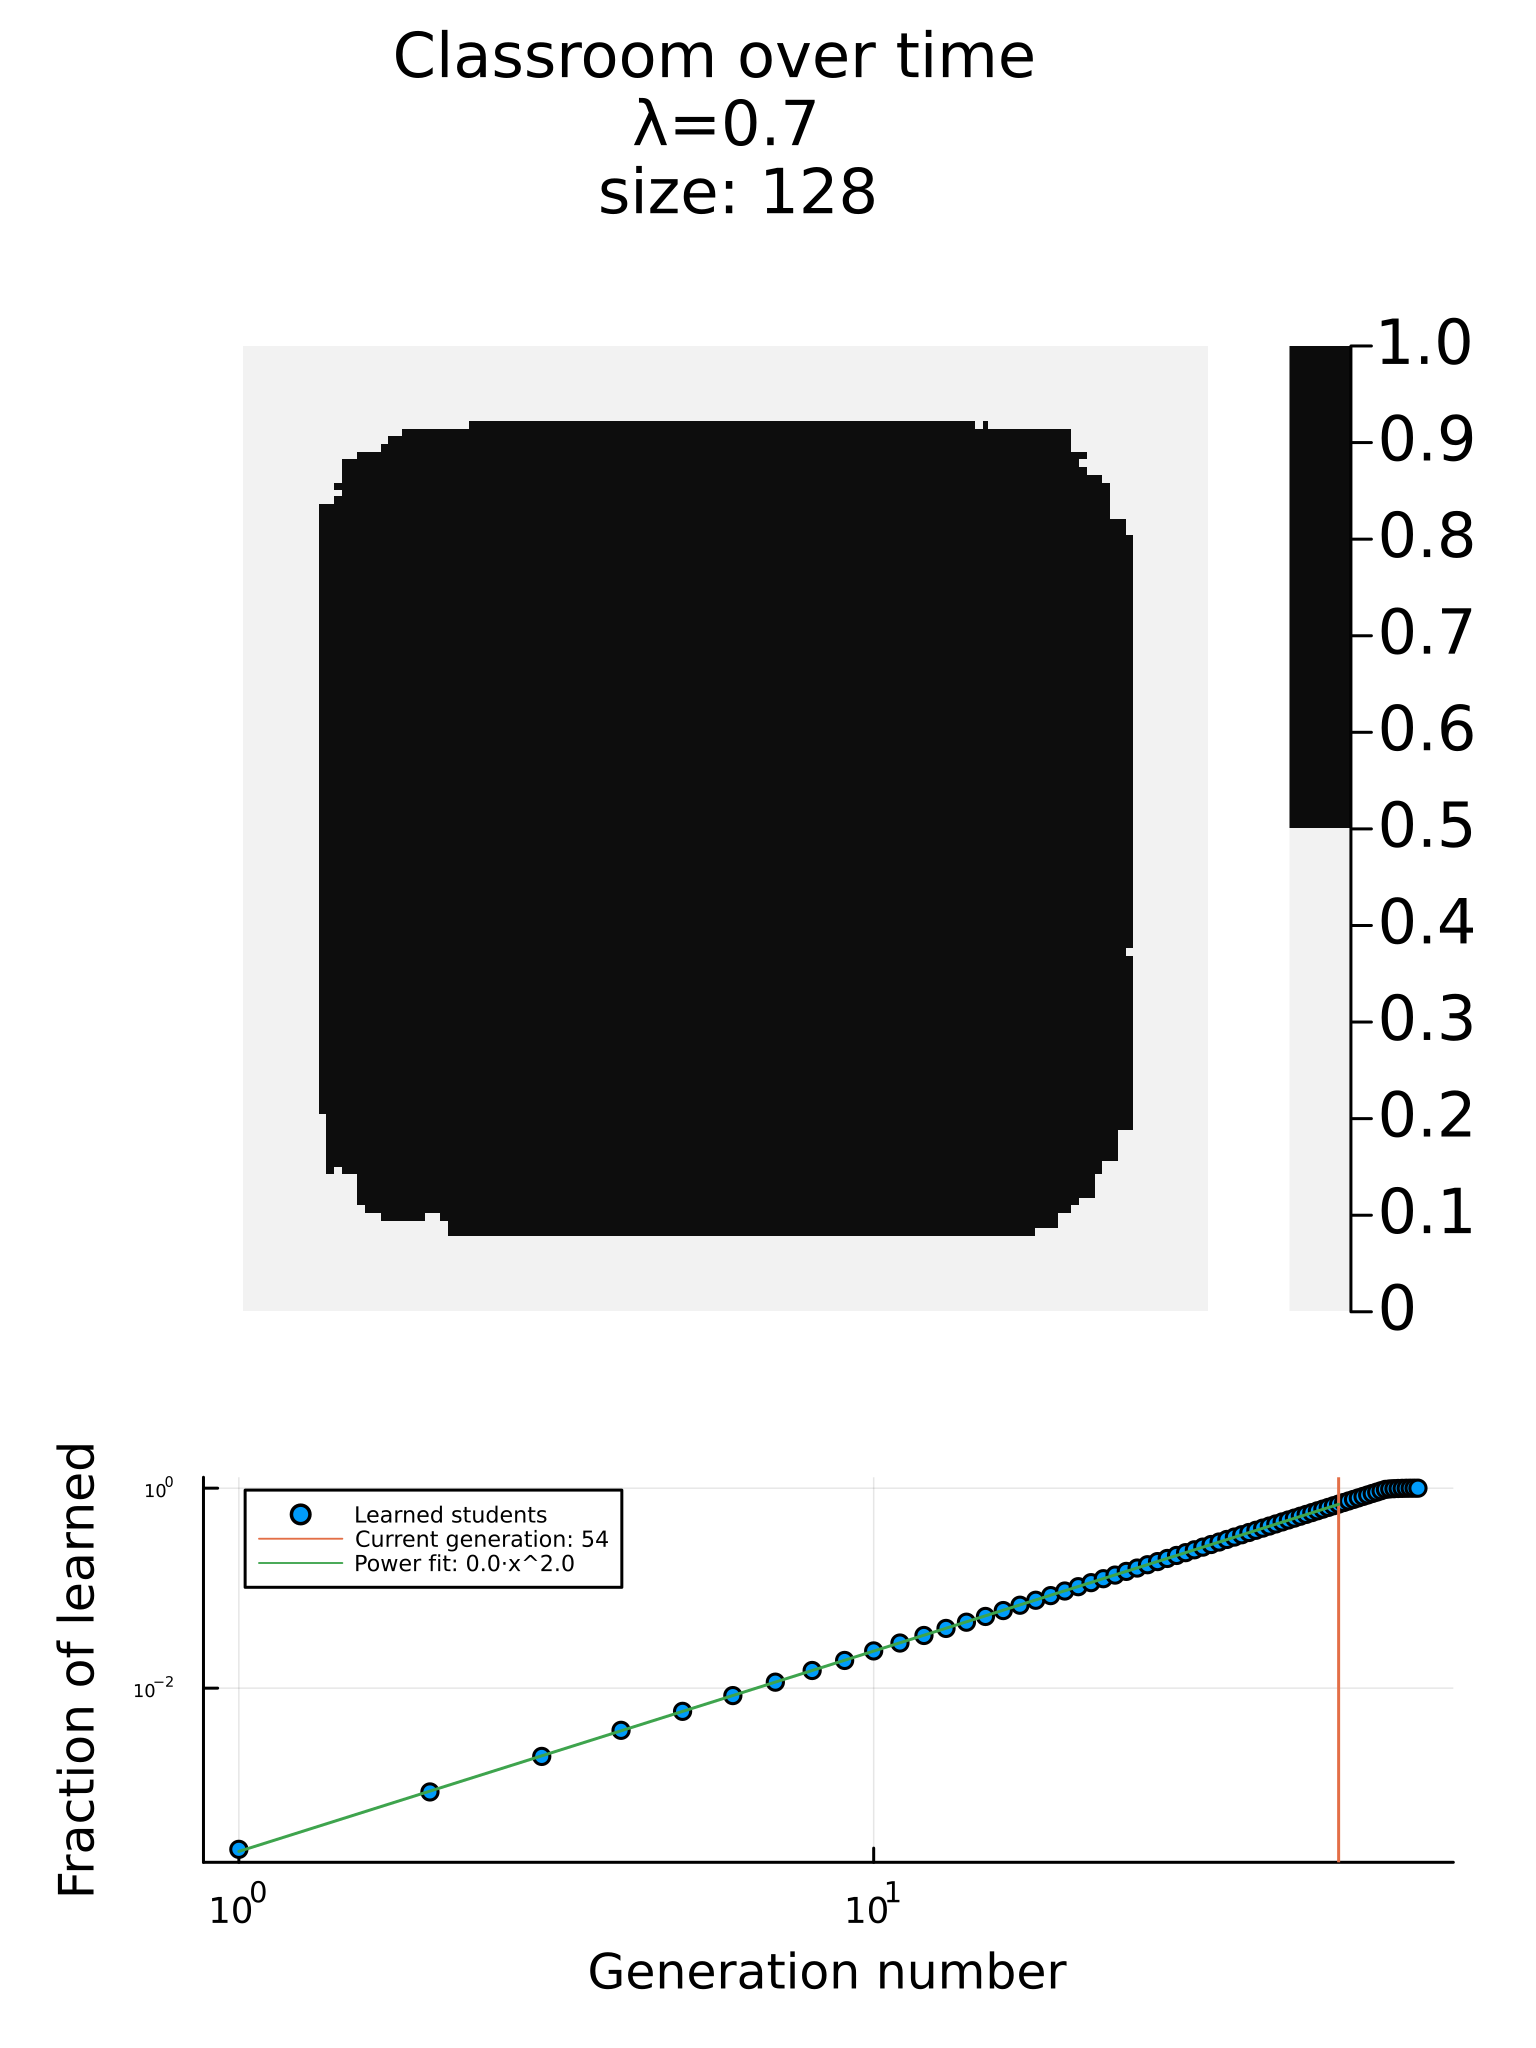 Classroom over time
λ=0.7
size: 128
1.0
0.9
0.8
0.7
0.6
0.5
0.4
0.3
0.2
0.1
0
Fraction of learned
10^0
10^-2
Learned students
Current generation: 54
Power fit: 0.0·x^2.0
10^0
10^1
Generation number